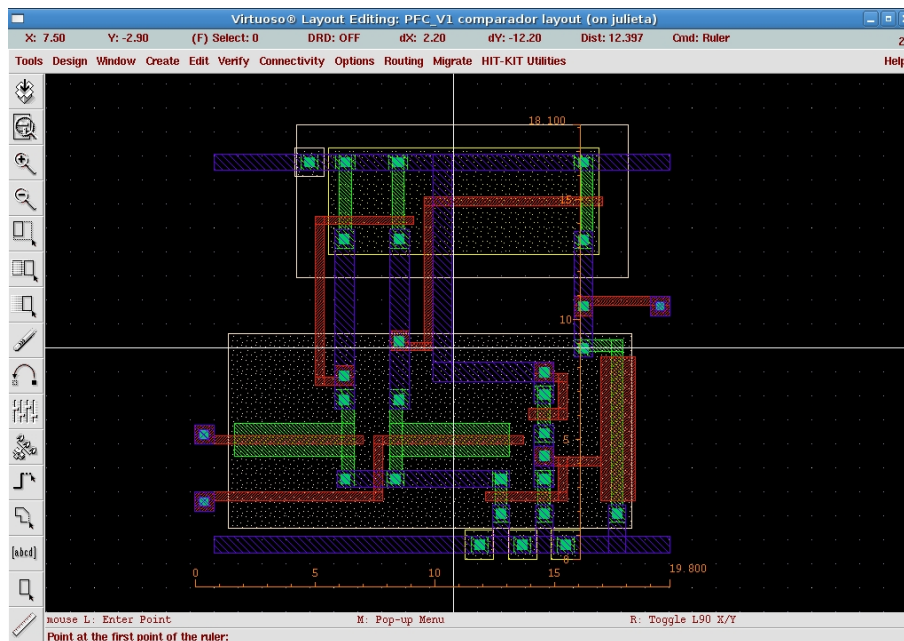 Virtuoso® Layout Editing: PFC_V1 comparador layout (on julieta)
X: 7.50 Y: -2.90 (F) Select: 0 DRD: OFF dX: 2.20 dY: -12.20 Dist: 12.397 Cmd: Ruler 2
Tools Design Window Create Edit Verify Connectivity Options Routing Migrate HIT-KIT Utilities Help
18.100
15
10
5
[abcd]
0
0 5 10 15 19.800
mouse L: Enter Point M: Pop-up Menu R: Toggle L90 X/Y
Point at the first point of the ruler: